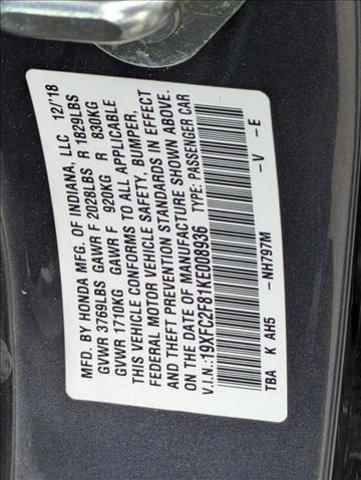 MFD. BY HONDA MFG. OF INDIANA, LLC 12/18
GVWR 3769LBS GAWR F 2028LBS R 1829LBS
GVWR 1710KG GAWR F 920KG R 830KG
THIS VEHICLE CONFORMS TO ALL APPLICABLE
FEDERAL MOTOR VEHICLE SAFETY, BUMPER,
AND THEFT PREVENTION STANDARDS IN EFFECT
ON THE DATE OF MANUFACTURE SHOWN ABOVE.
V.I.N.:19XFC2F81KE008936 TYPE: PASSENGER CAR
TBA K AH5 -NH797M -V -E